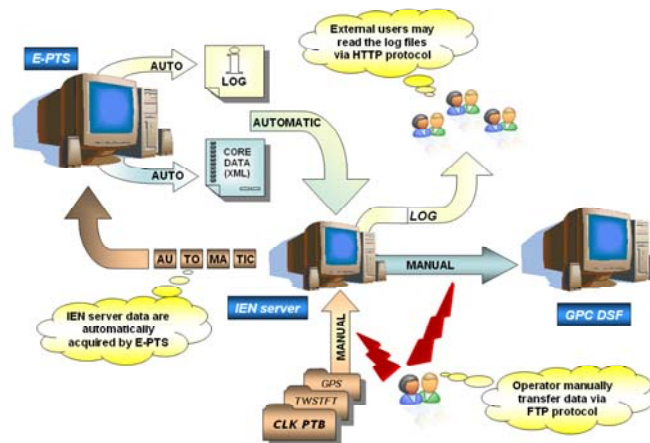 E-PTS
AUTO
LOG
AUTO
CORE
DATA
(XML)
AUTOMATIC
External users may
read the log files
via HTTP protocol
LOG
MANUAL
AU TO MA TIC
IEN server
GPC DSF
IEN server data are
automatically
acquired by E-PTS
MANUAL
GPS
TWSTFT
CLK PTB
Operator manually
transfer data via
FTP protocol